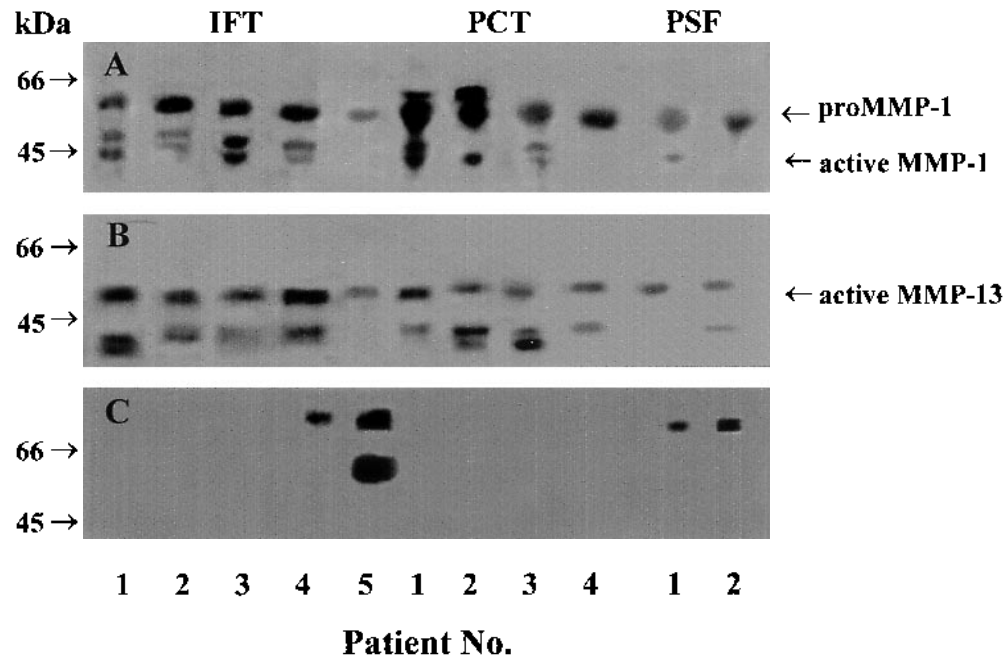 kDa IFT PCT PSF
A
66 →
← proMMP-1
45 →
← active MMP-1
B
66 →
← active MMP-13
45 →
C
66 →
45 →
1 2 3 4 5 1 2 3 4 1 2
Patient No.